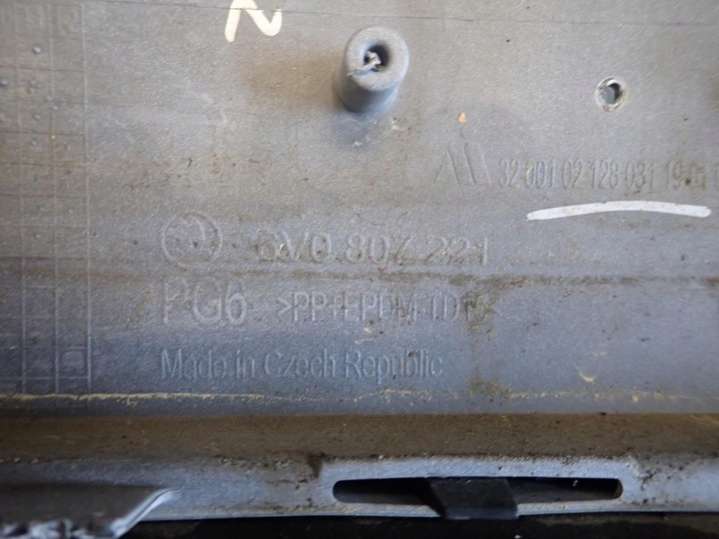 N
32 001 02 128 031 19
6V0.807.221
PG6 >PP+EPDM-(D)
Made in Czech Republic